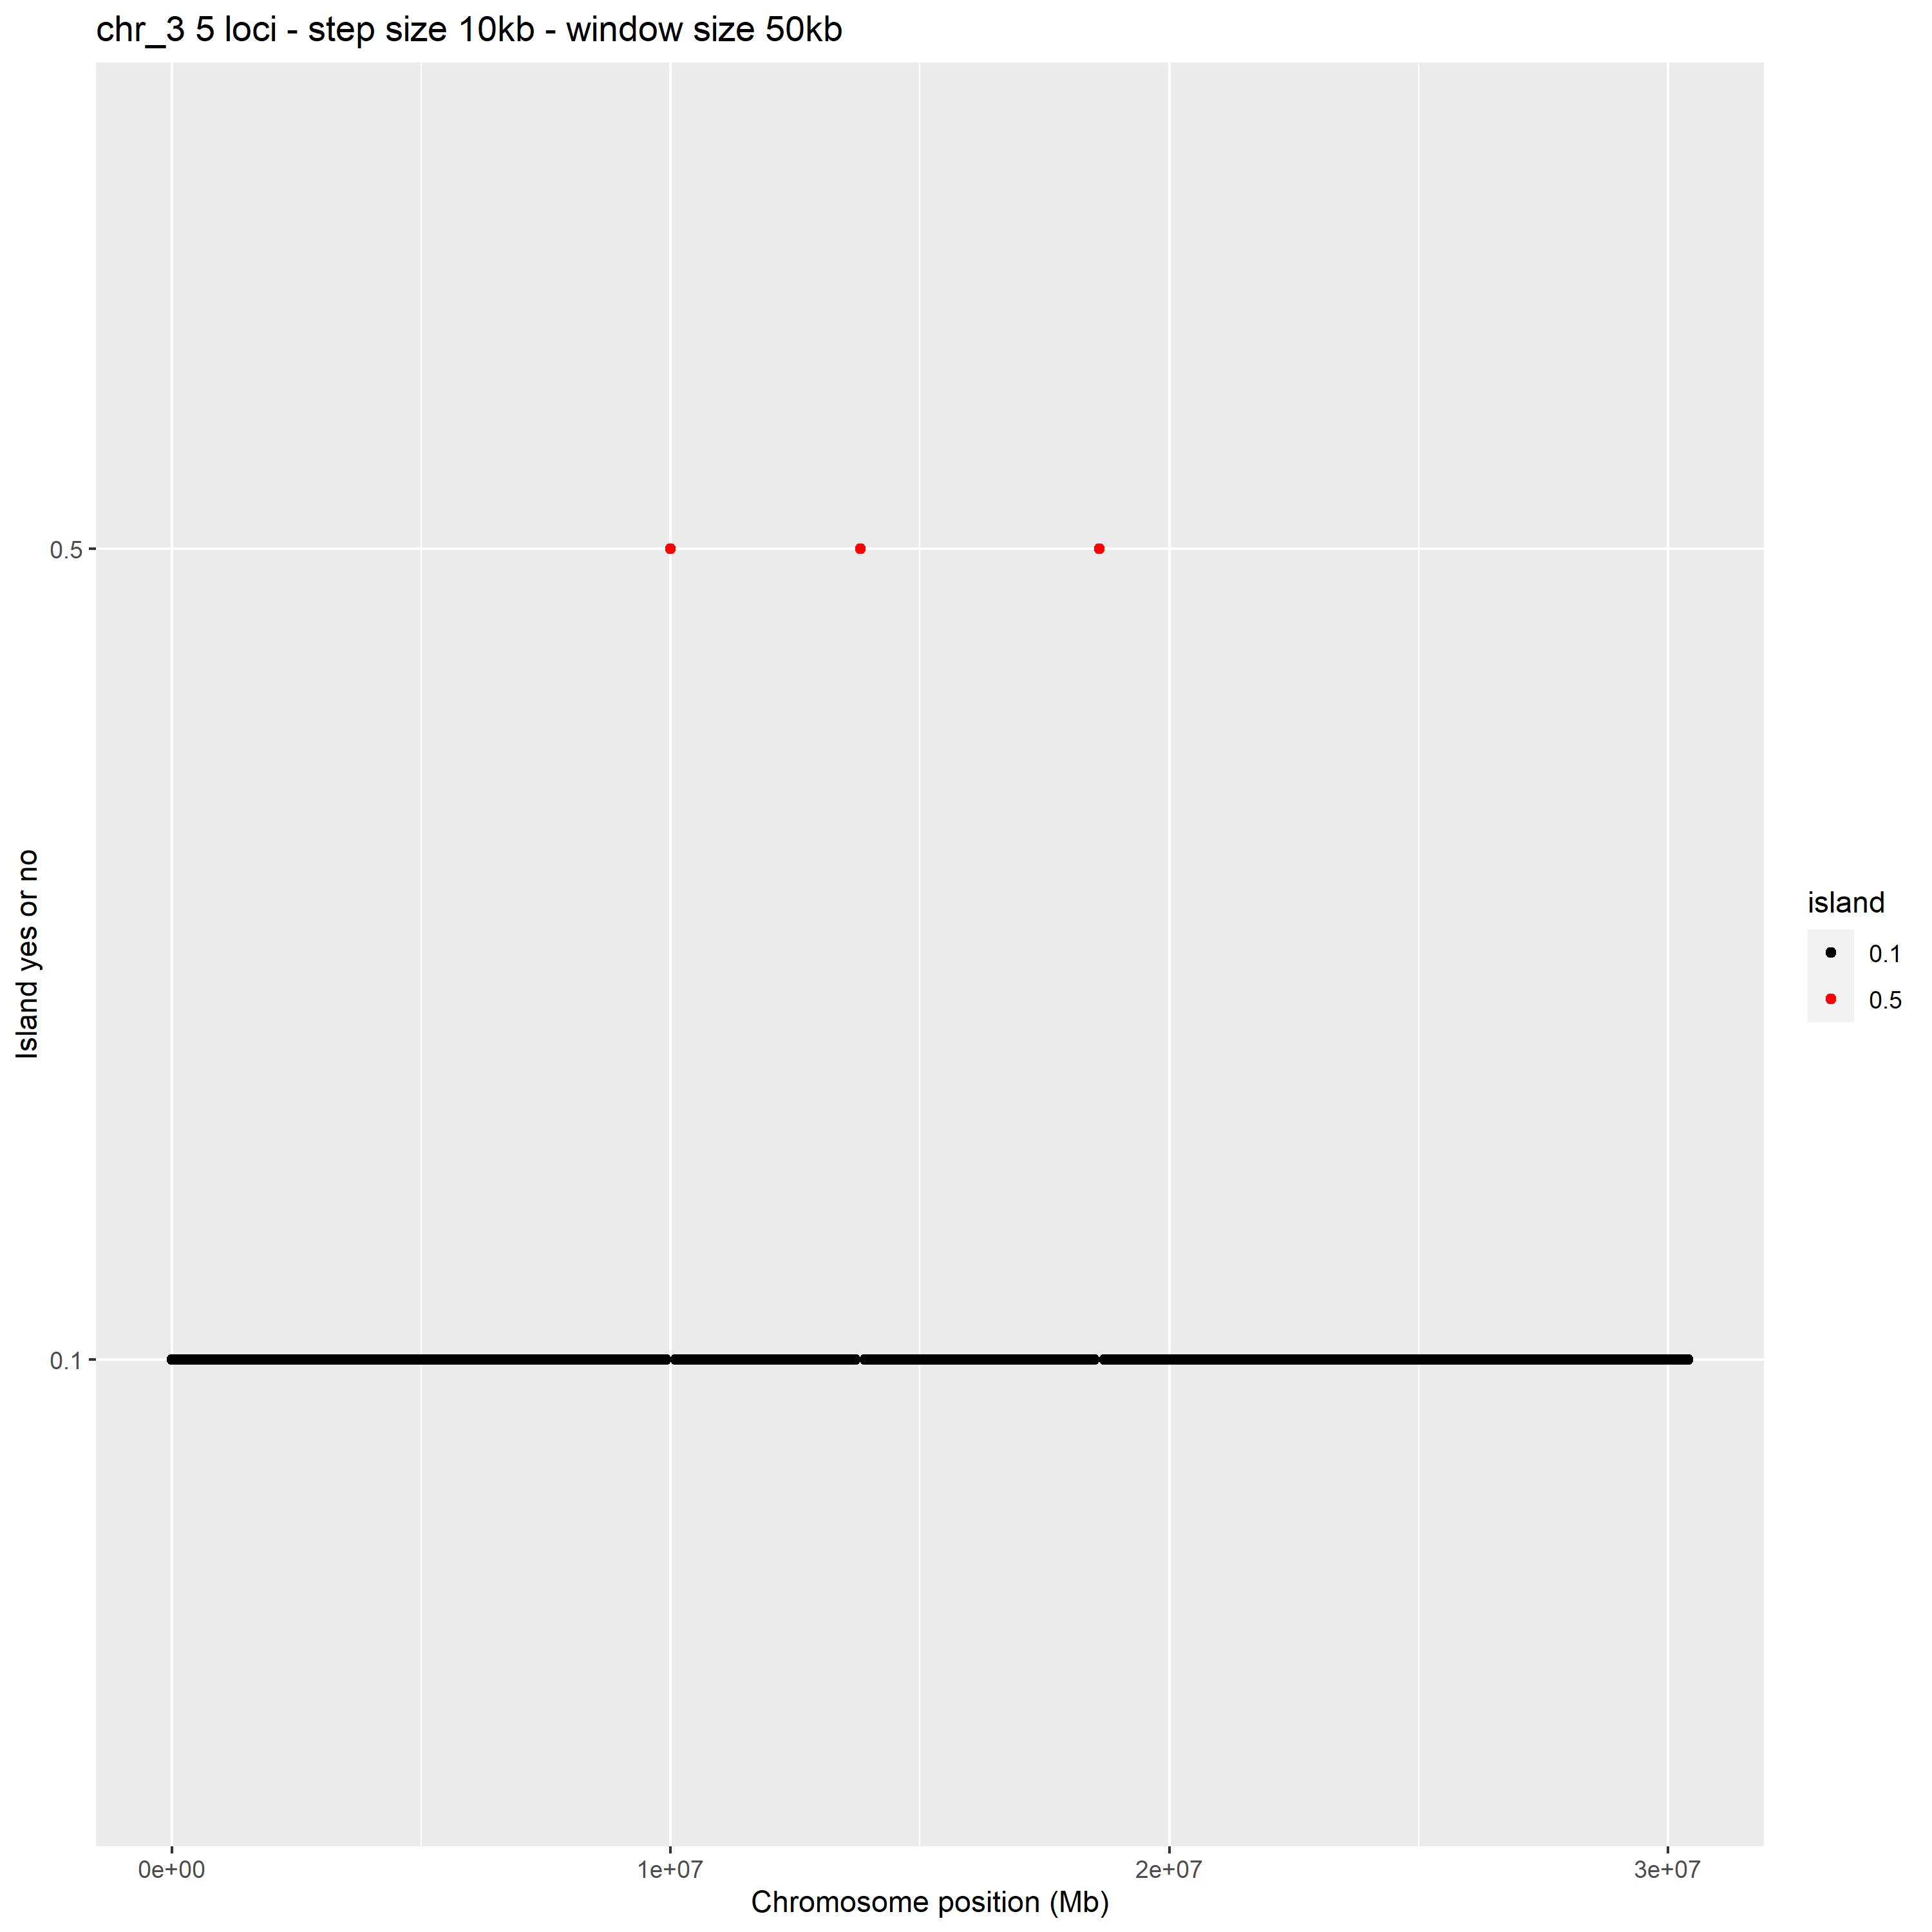 chr_3 5 loci - step size 10kb - window size 50kb
Island yes or no
0.5
0.1
0e+00 1e+07 2e+07 3e+07
Chromosome position (Mb)
island
0.1
0.5